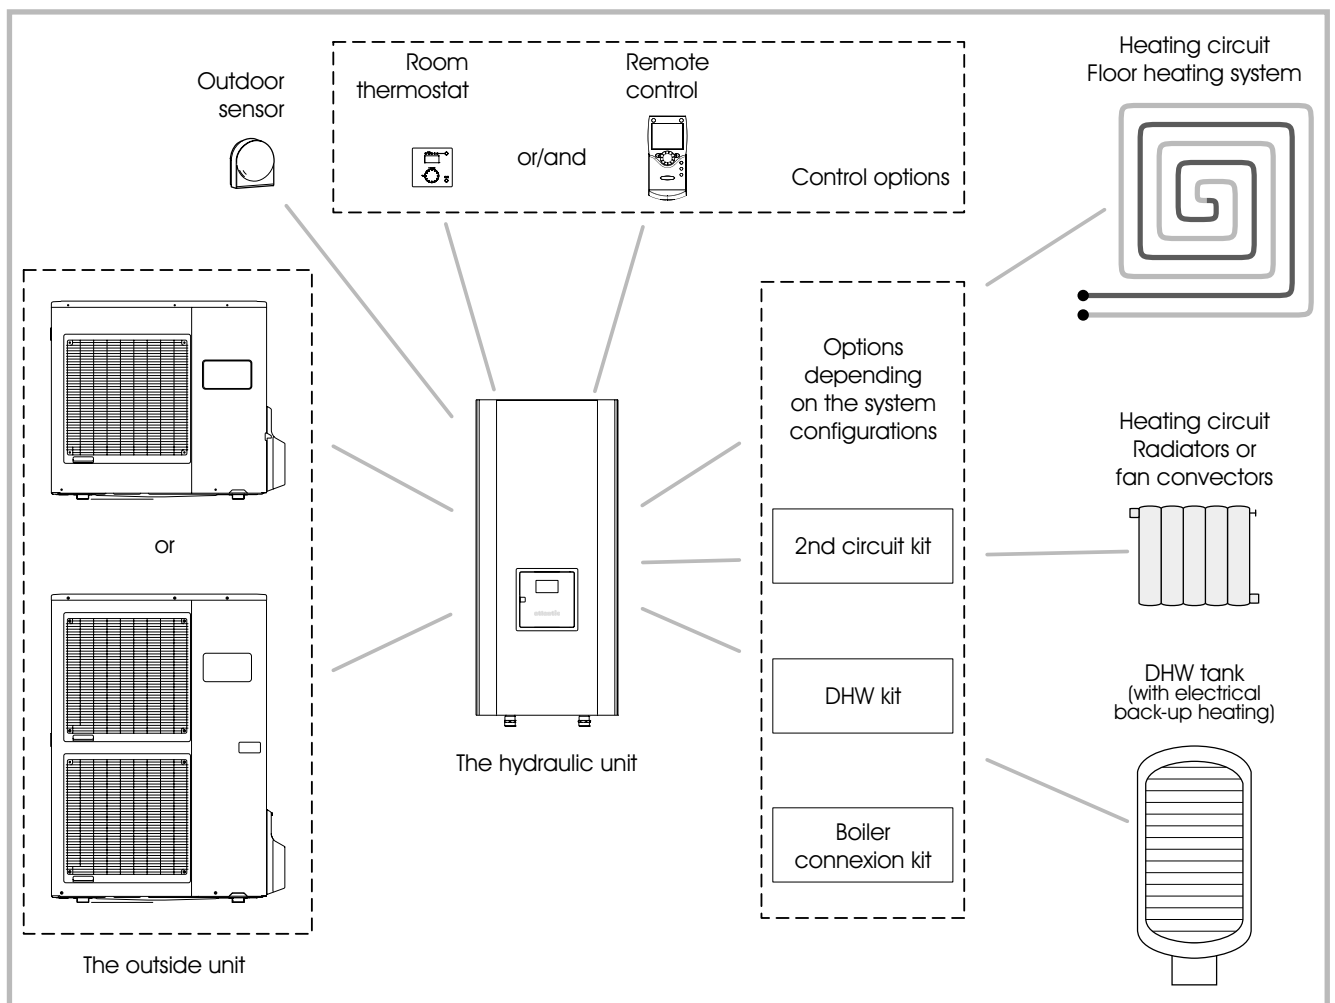 Outdoor
sensor
Room
thermostat
or/and
Remote
control
Control options
Heating circuit
Floor heating system
or
The outside unit
The hydraulic unit
Options
depending
on the system
configurations
2nd circuit kit
DHW kit
Boiler
connexion kit
Heating circuit
Radiators or
fan convectors
DHW tank
(with electrical
back-up heating)